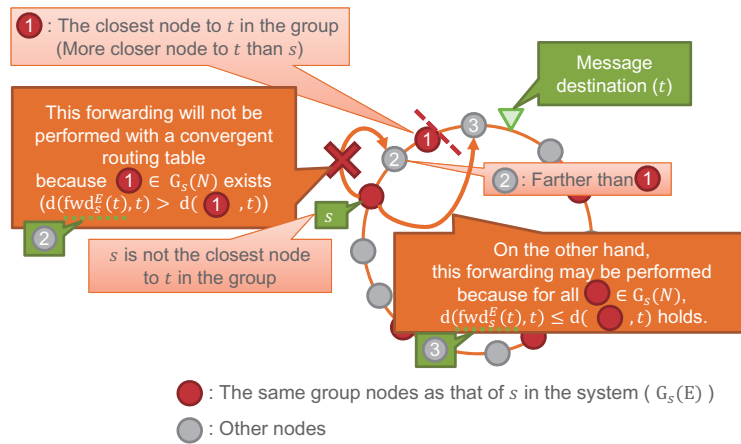 1 : The closest node to t in the group
(More closer node to t than s)
Message
destination (t)
This forwarding will not be
performed with a convergent
routing table
because 1 ∈ G_s(N) exists
(d(fwd_s^E(t), t) > d( 1 , t))
2
1
3
2
2 : Farther than 1
s
s is not the closest node
to t in the group
On the other hand,
this forwarding may be performed
because for all ∈ G_s(N),
d(fwd_s^E(t), t) ≤ d( , t) holds.
3
: The same group nodes as that of s in the system ( G_s(E) )
: Other nodes